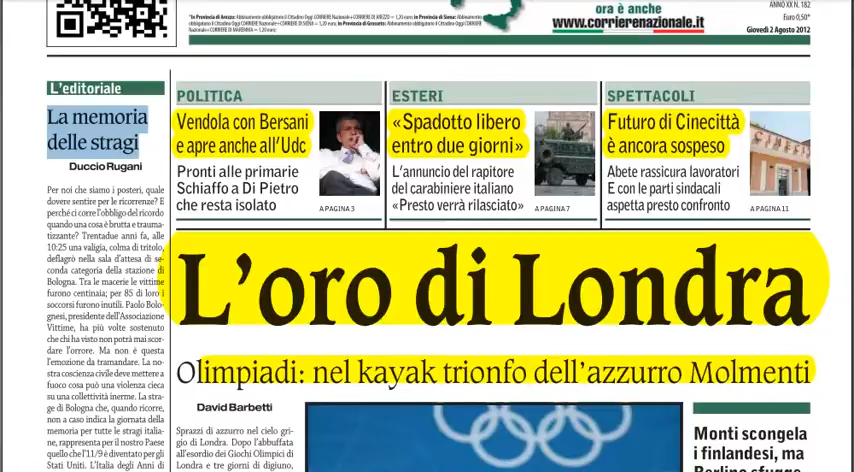 ora è anche
www.corrierenazionale.it
ANNO XX N. 182
Euro 0,50*
Giovedì 2 Agosto 2012
L'editoriale
La memoria
delle stragi
Duccio Rugani
Per noi che siamo i posteri, quale
dovere sentire per le ricorrenze? E
perché ci corre l'obbligo del ricordo
quando una cosa è brutta e trauma-
tizzante? Trentadue anni fa, alle
10:25 una valigia, colma di tritolo,
deflagrò nella sala d'attesa di se-
conda categoria della stazione di
Bologna. Tra le macerie le vittime
furono centinaia; per 85 di loro i
soccorsi furono inutili. Paolo Bolo-
gnesi, presidente dell'Associazione
Vittime, ha più volte sostenuto
che chi ha visto non potrà mai scor-
dare l'orrore. Ma non è questa
l'emozione da tramandare. La no-
stra coscienza civile deve mettere a
fuoco cosa può una violenza cieca
su una collettività inerme. La stra-
ge di Bologna che, quando ricorre,
non a caso indica la giornata della
memoria per tutte le stragi italia-
ne, rappresenta per il nostro Paese
quello che l'11/9 è diventato per gli
Stati Uniti. L'Italia degli Anni di
POLITICA
Vendola con Bersani
e apre anche all'Udc
Pronti alle primarie
Schiaffo a Di Pietro
che resta isolato
A PAGINA 3
ESTERI
«Spadotto libero
entro due giorni»
L'annuncio del rapitore
del carabiniere italiano
«Presto verrà rilasciato»
A PAGINA 7
SPETTACOLI
Futuro di Cinecittà
è ancora sospeso
Abete rassicura lavoratori
E con le parti sindacali
aspetta presto confronto
A PAGINA 11
L'oro di Londra
Olimpiadi: nel kayak trionfo dell'azzurro Molmenti
David Barbetti
Sprazzi di azzurro nel cielo gri-
gio di Londra. Dopo l'abbuffata
all'esordio dei Giochi Olimpici di
Londra e tre giorni di digiuno,
Monti scongela
i finlandesi, ma
Berlino sfugge